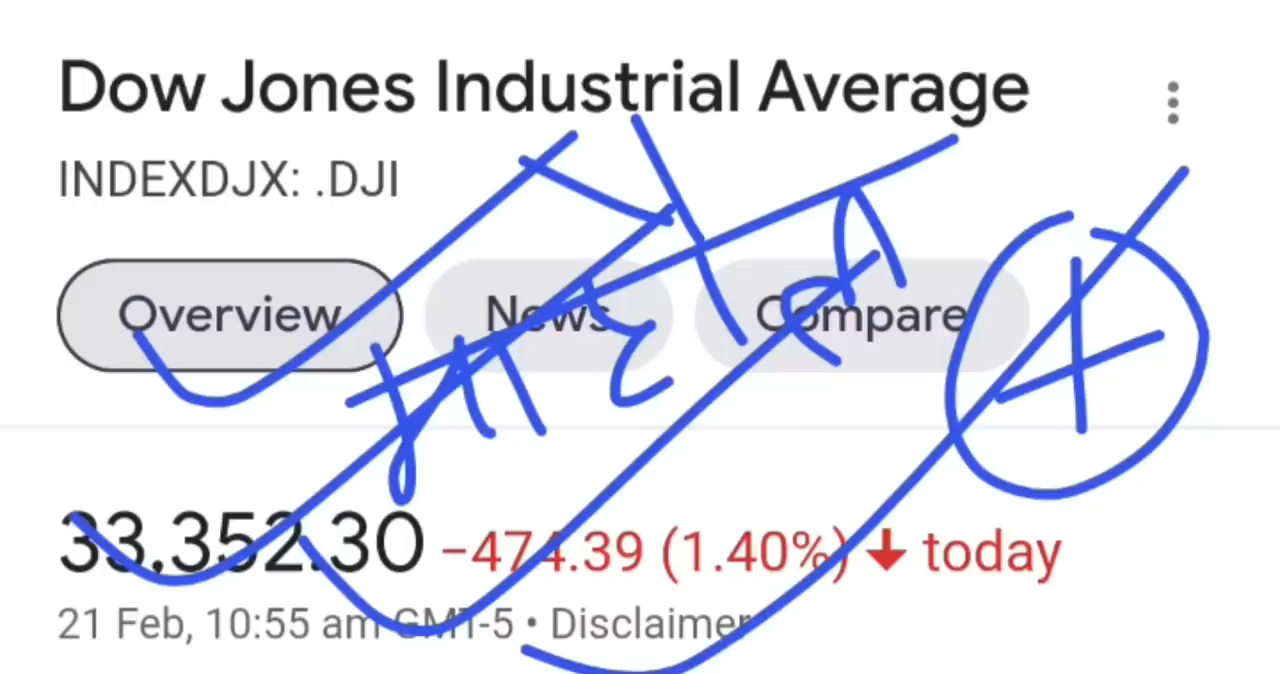 Dow Jones Industrial Average
INDEXDJX: .DJI
Overview News Compare
33,352.30 −474.39 (1.40%) ↓ today
21 Feb, 10:55 am GMT-5 • Disclaimer